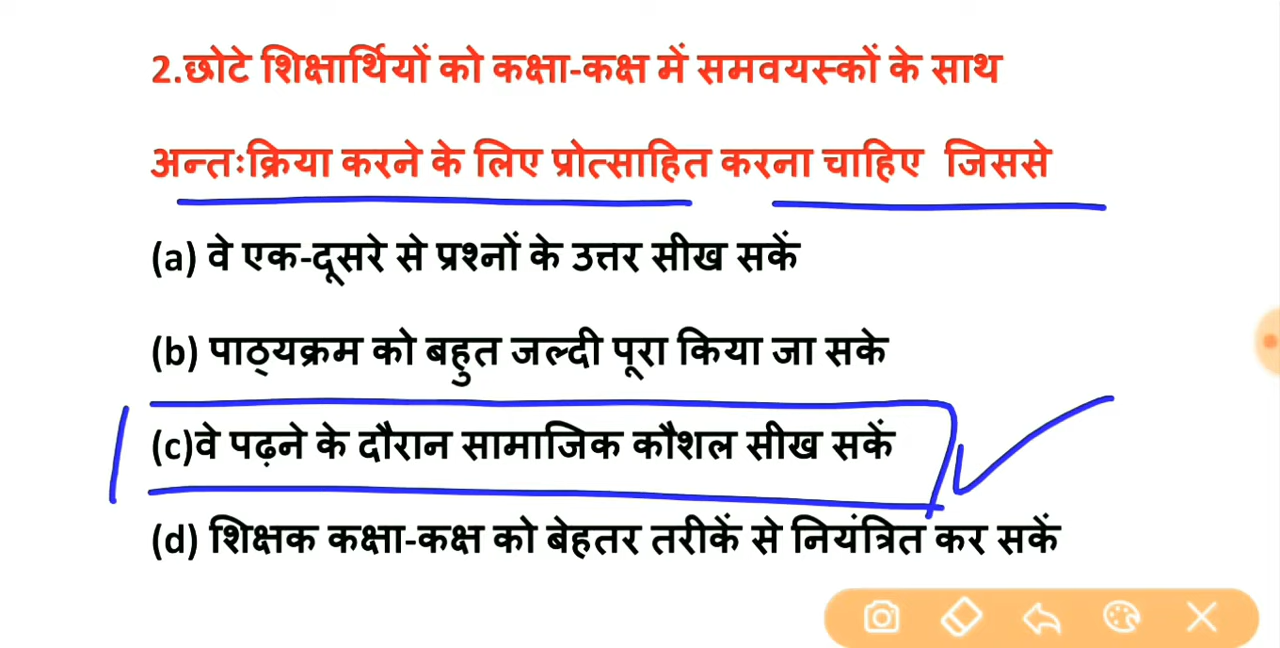 2.छोटे शिक्षार्थियों को कक्षा-कक्ष में समवयस्कों के साथ
अन्तःक्रिया करने के लिए प्रोत्साहित करना चाहिए जिससे
(a) वे एक-दूसरे से प्रश्नों के उत्तर सीख सकें
(b) पाठ्यक्रम को बहुत जल्दी पूरा किया जा सके
(c)वे पढ़ने के दौरान सामाजिक कौशल सीख सकें
(d) शिक्षक कक्षा-कक्ष को बेहतर तरीकें से नियंत्रित कर सकें